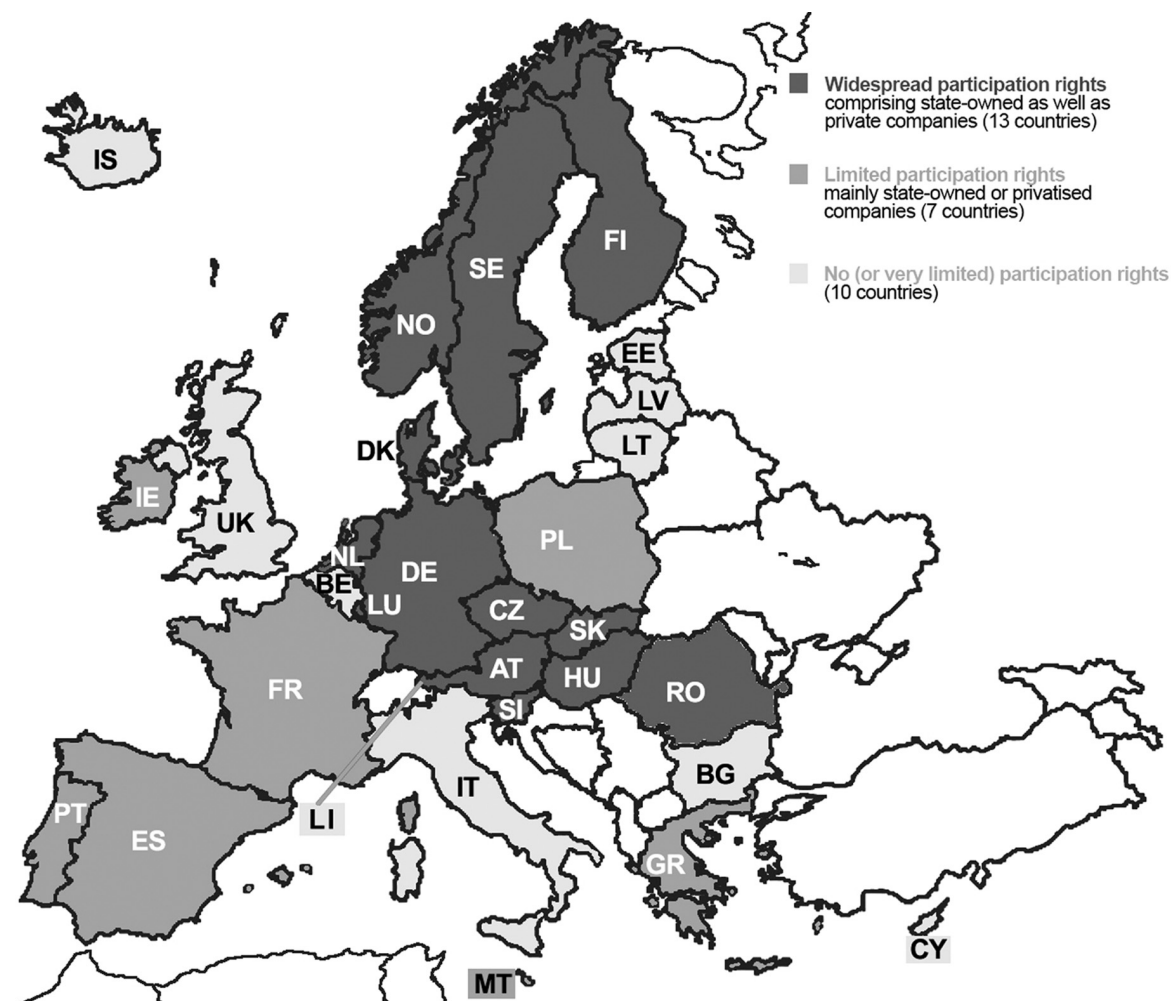 Widespread participation rights
comprising state-owned as well as
private companies (13 countries)
Limited participation rights
mainly state-owned or privatised
companies (7 countries)
No (or very limited) participation rights
(10 countries)
IS
FI
SE
NO
EE
LV
LT
DK
IE
UK
PL
NL
DE
BE
LU
CZ
SK
AT
HU
FR
RO
SI
BG
IT
PT
LI
ES
GR
CY
MT